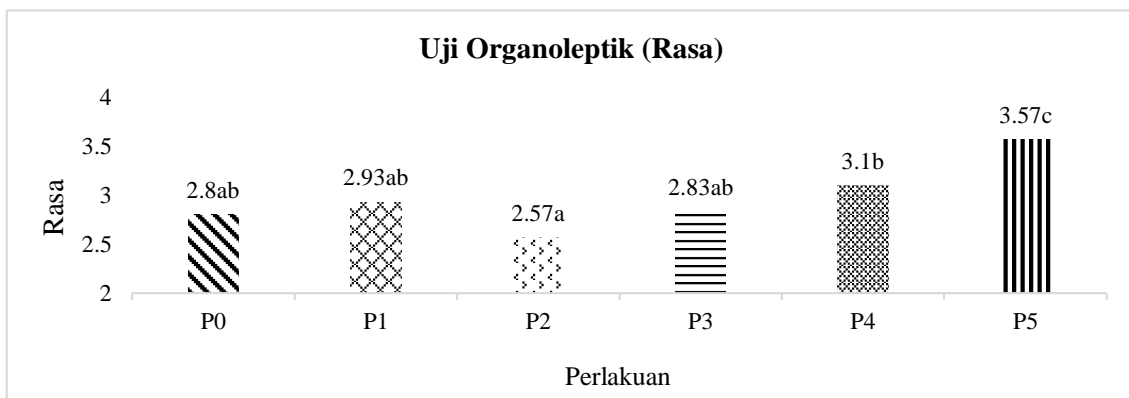 Uji Organoleptik (Rasa)
4
3.5
3
2.5
2
Rasa
2.8ab
2.93ab
2.57a
2.83ab
3.1b
3.57c
P0
P1
P2
P3
P4
P5
Perlakuan